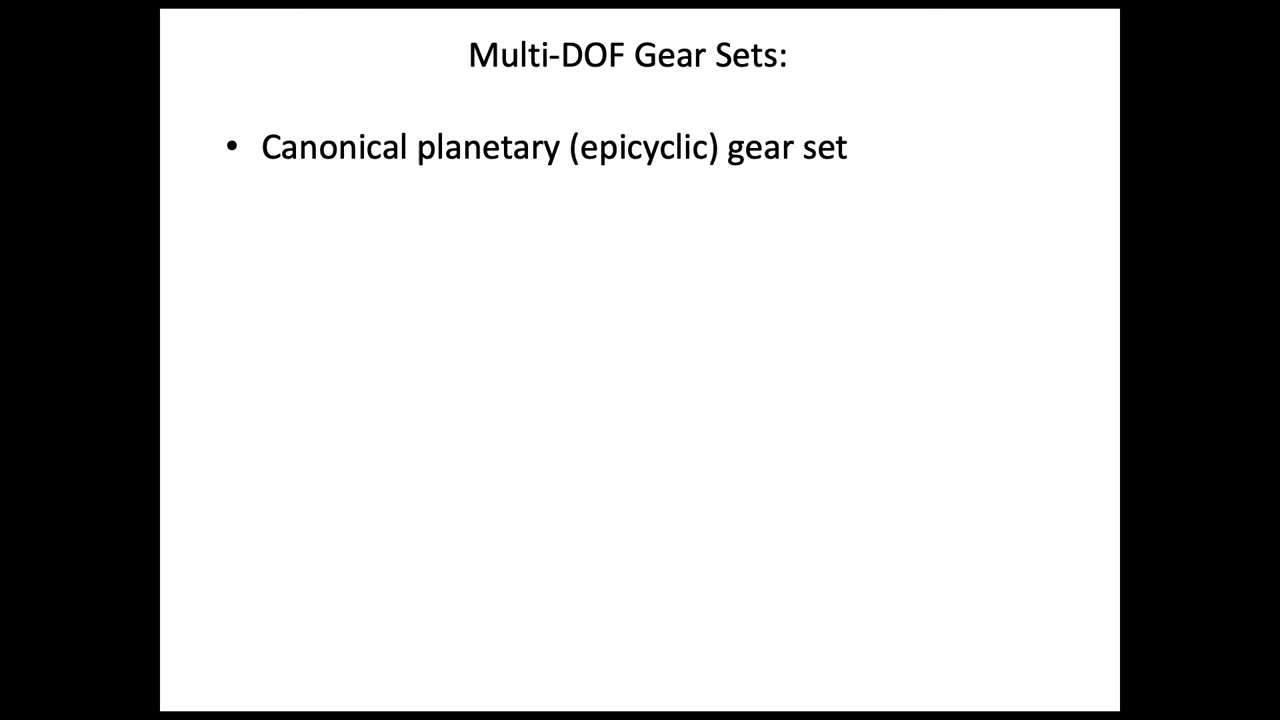 Multi-DOF Gear Sets:
• Canonical planetary (epicyclic) gear set